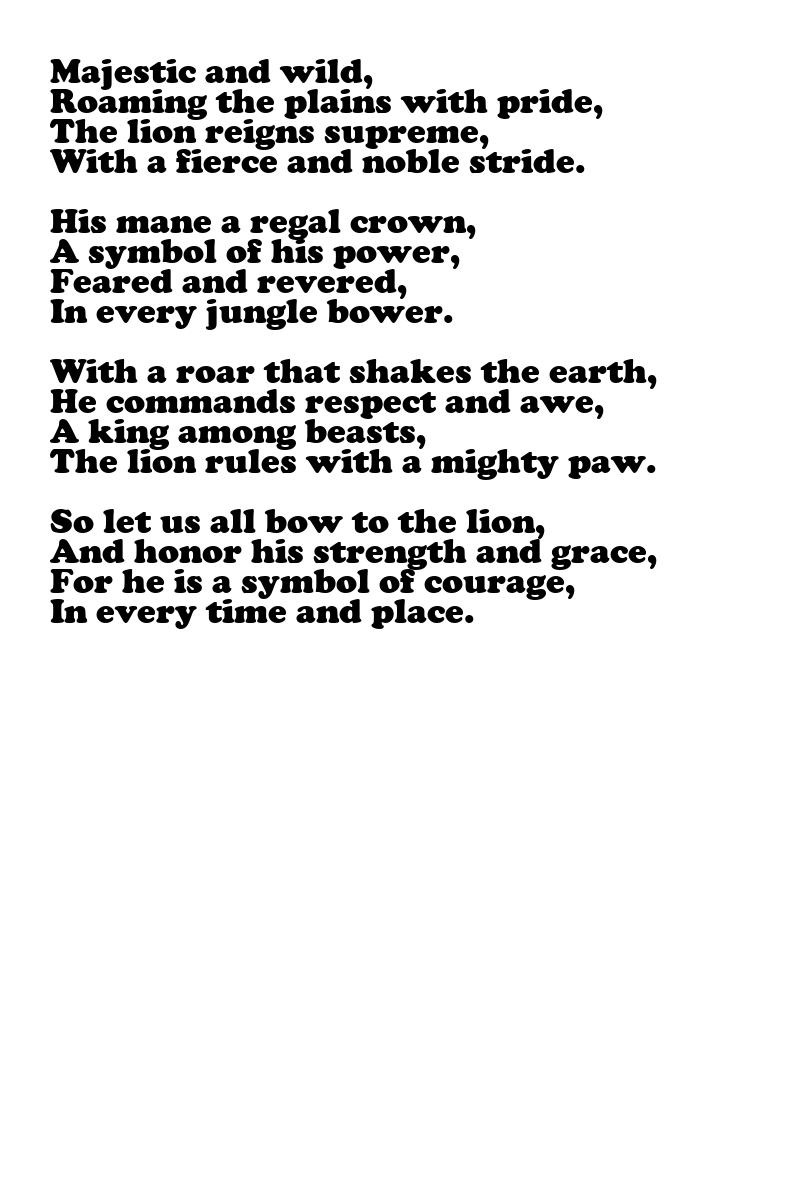 Majestic and wild,
Roaming the plains with pride,
The lion reigns supreme,
With a fierce and noble stride.

His mane a regal crown,
A symbol of his power,
Feared and revered,
In every jungle bower.

With a roar that shakes the earth,
He commands respect and awe,
A king among beasts,
The lion rules with a mighty paw.

So let us all bow to the lion,
And honor his strength and grace,
For he is a symbol of courage,
In every time and place.